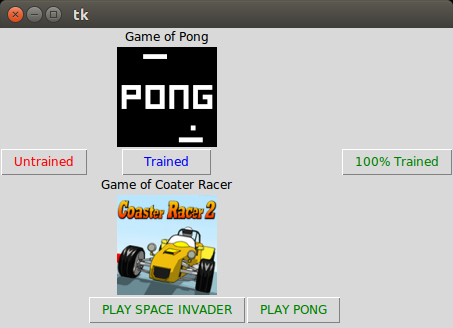 tk
Game of Pong
PONG
Untrained
Trained
100% Trained
Game of Coater Racer
Coaster Racer 2
PLAY SPACE INVADER
PLAY PONG